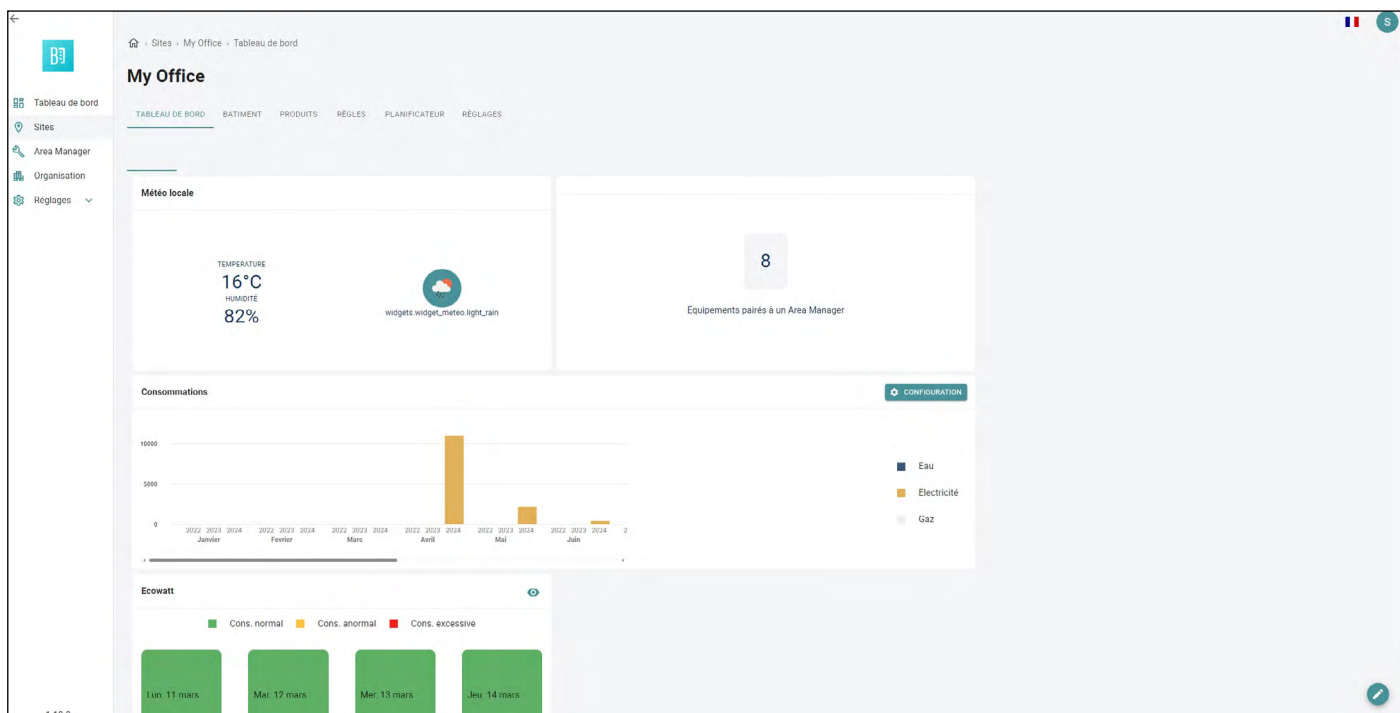 S
B
Sites › My Office › Tableau de bord
My Office
Tableau de bord
Sites
Area Manager
Organisation
Réglages
TABLEAU DE BORD BATIMENT PRODUITS RÈGLES PLANIFICATEUR RÉGLAGES
Météo locale
TEMPERATURE
16°C
HUMIDITÉ
82%
widgets.widget_meteo.light_rain
8
Equipements pairés à un Area Manager
Consommations
CONFIGURATION
10000
5000
0
2022 2023 2024 2022 2023 2024 2022 2023 2024 2022 2023 2024 2022 2023 2024 2022 2023 2024 2
Janvier Fevrier Mars Avril Mai Juin
Eau
Electricité
Gaz
Ecowatt
Cons. normal Cons. anormal Cons. excessive
Lun. 11 mars Mar. 12 mars Mer. 13 mars Jeu. 14 mars